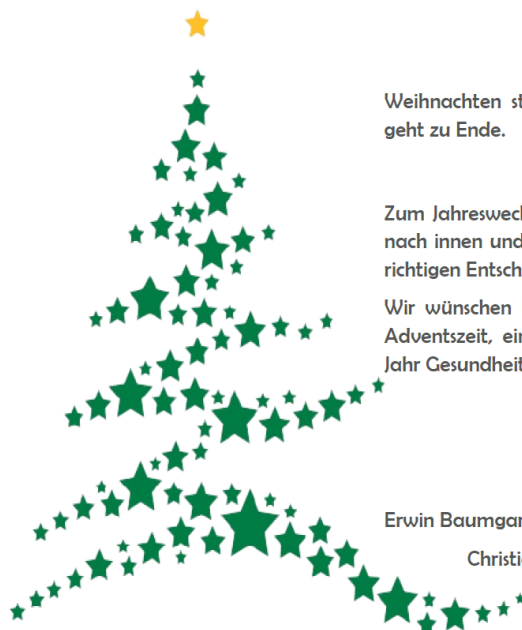 Weihnachten st
geht zu Ende.
Zum Jahreswech
nach innen und
richtigen Entsch
Wir wünschen
Adventszeit, ein
Jahr Gesundheit
Erwin Baumgar
Christi